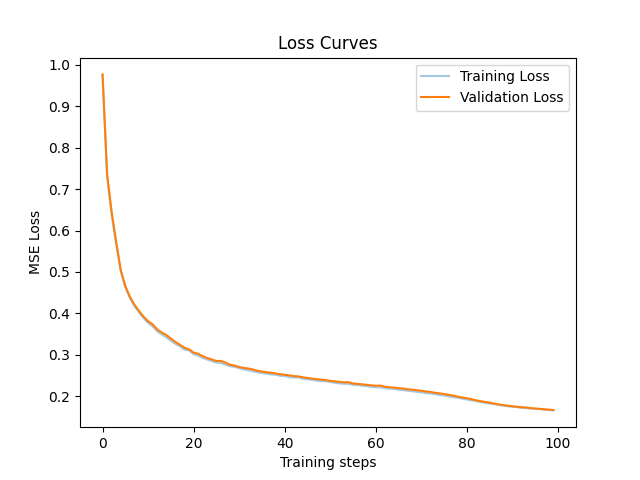 Loss Curves
Training Loss
Validation Loss
MSE Loss
1.0
0.9
0.8
0.7
0.6
0.5
0.4
0.3
0.2
0 20 40 60 80 100
Training steps